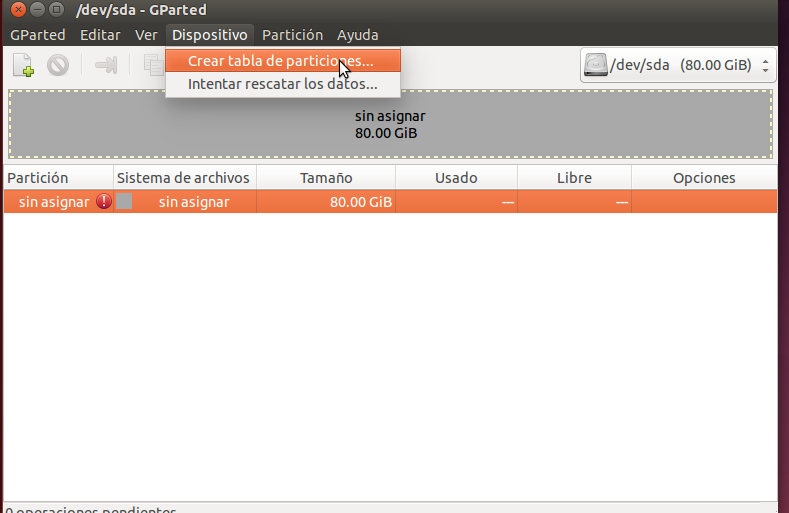 /dev/sda - GParted
GParted Editar Ver Dispositivo Partición Ayuda
Crear tabla de particiones...
Intentar rescatar los datos...
/dev/sda (80.00 GiB)
sin asignar
80.00 GiB
Partición Sistema de archivos Tamaño Usado Libre Opciones
sin asignar sin asignar 80.00 GiB --- ---
0 operaciones pendientes